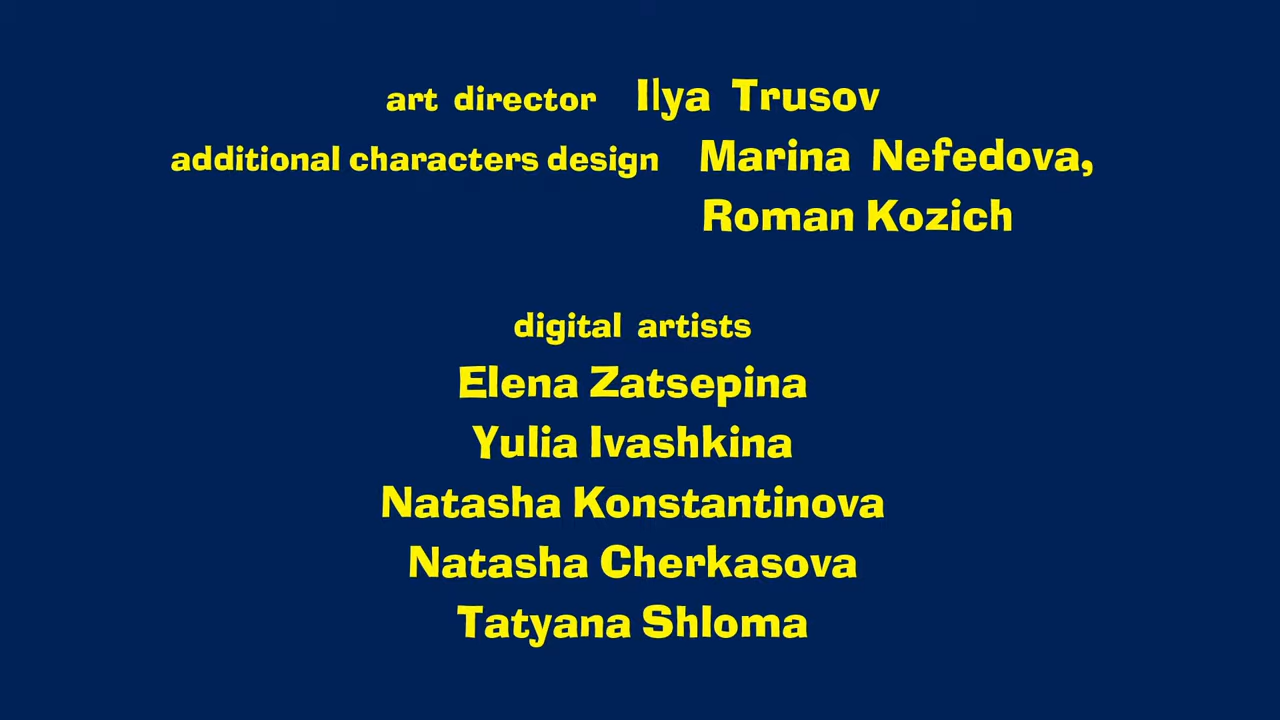 art director Ilya Trusov
additional characters design Marina Nefedova,
Roman Kozich
digital artists
Elena Zatsepina
Yulia Ivashkina
Natasha Konstantinova
Natasha Cherkasova
Tatyana Shloma